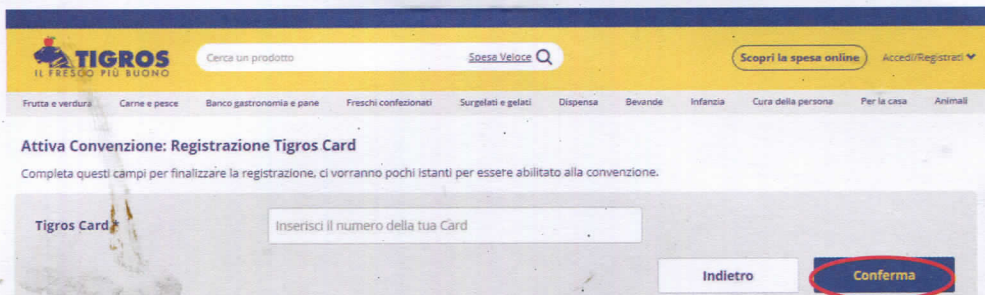 TIGROS
IL FRESCO PIÙ BUONO
Cerca un prodotto
Spesa Veloce
Scopri la spesa online
Accedi/Registrati
Frutta e verdura
Carne e pesce
Banco gastronomia e pane
Freschi confezionati
Surgelati e gelati
Dispensa
Bevande
Infanzia
Cura della persona
Per la casa
Animali
Attiva Convenzione: Registrazione Tigros Card
Completa questi campi per finalizzare la registrazione, ci vorranno pochi istanti per essere abilitato alla convenzione.
Tigros Card *
Inserisci il numero della tua Card
Indietro
Conferma